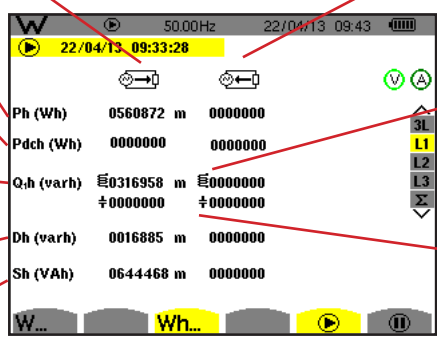 W 50.00Hz 22/04/13 09:43
22/04/13 09:33:28
V A
Ph (Wh) 0560872 m 0000000
3L
Pdch (Wh) 0000000 0000000
L1
L2
Q₁h (varh) 0316958 m 0000000
L3
÷0000000 ÷0000000
Σ
Dh (varh) 0016885 m 0000000
Sh (VAh) 0644468 m 0000000
W... Wh...